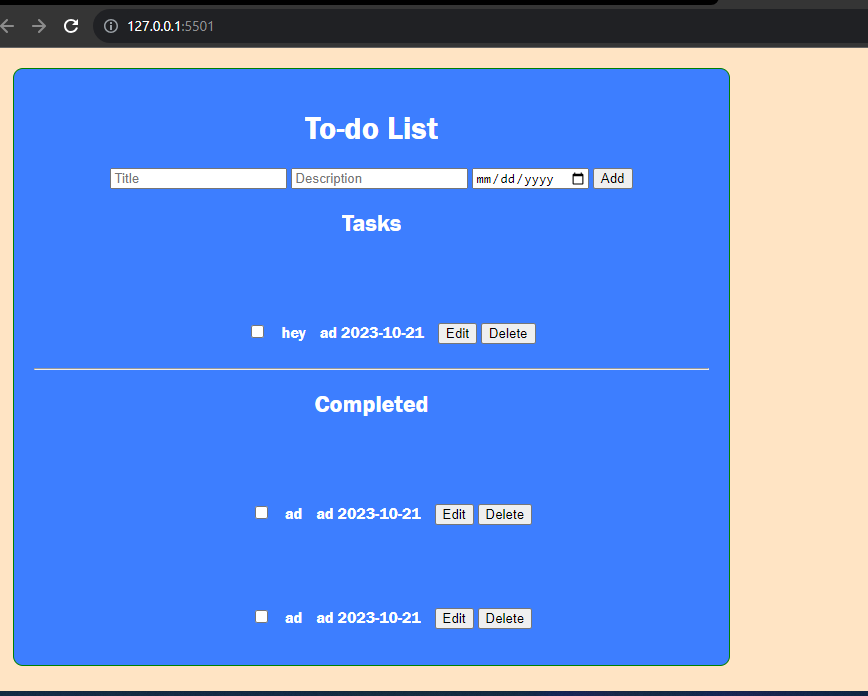 127.0.0.1:5501
To-do List
Title Description mm/dd/yyyy Add
Tasks
hey ad 2023-10-21 Edit Delete
Completed
ad ad 2023-10-21 Edit Delete
ad ad 2023-10-21 Edit Delete